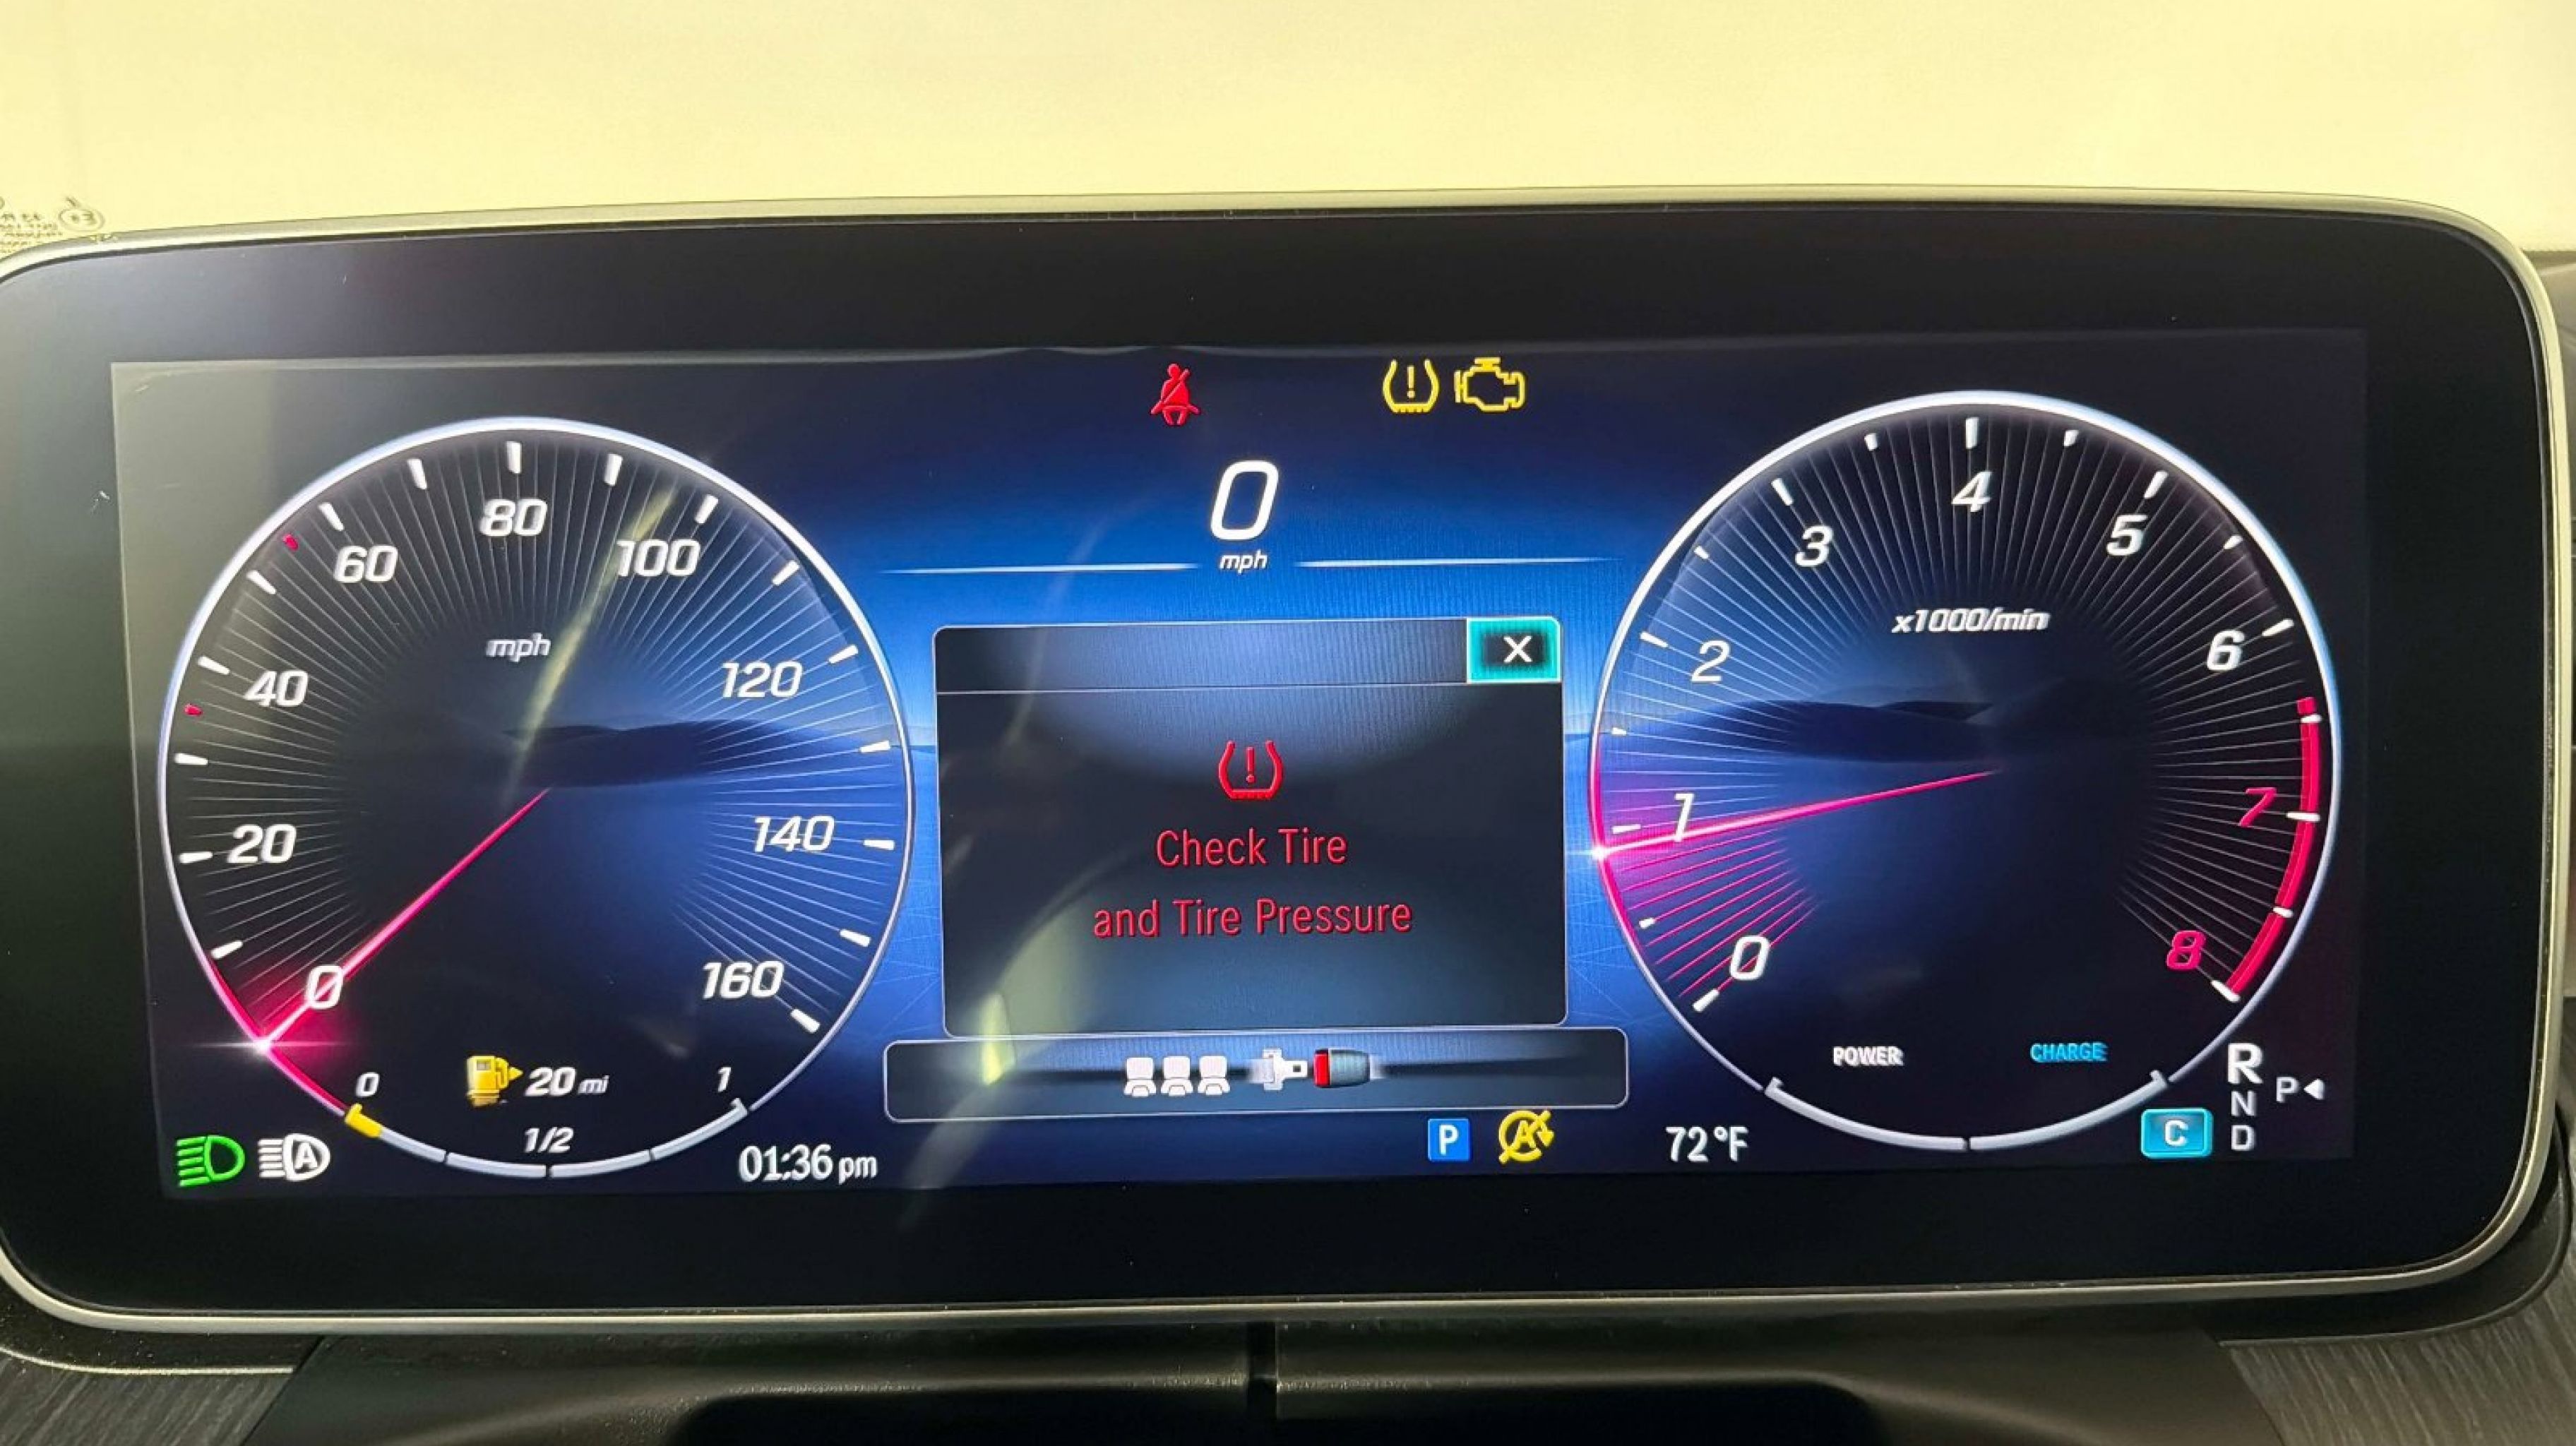 0
mph
80
60
100
mph
40
120
20
140
0
160
0
20 mi
1
1/2
01:36 pm
X
Check Tire
and Tire Pressure
P
A
72°F
4
3
5
x1000/min
2
6
1
7
0
8
POWER
CHARGE
R
N
D
P
C
A